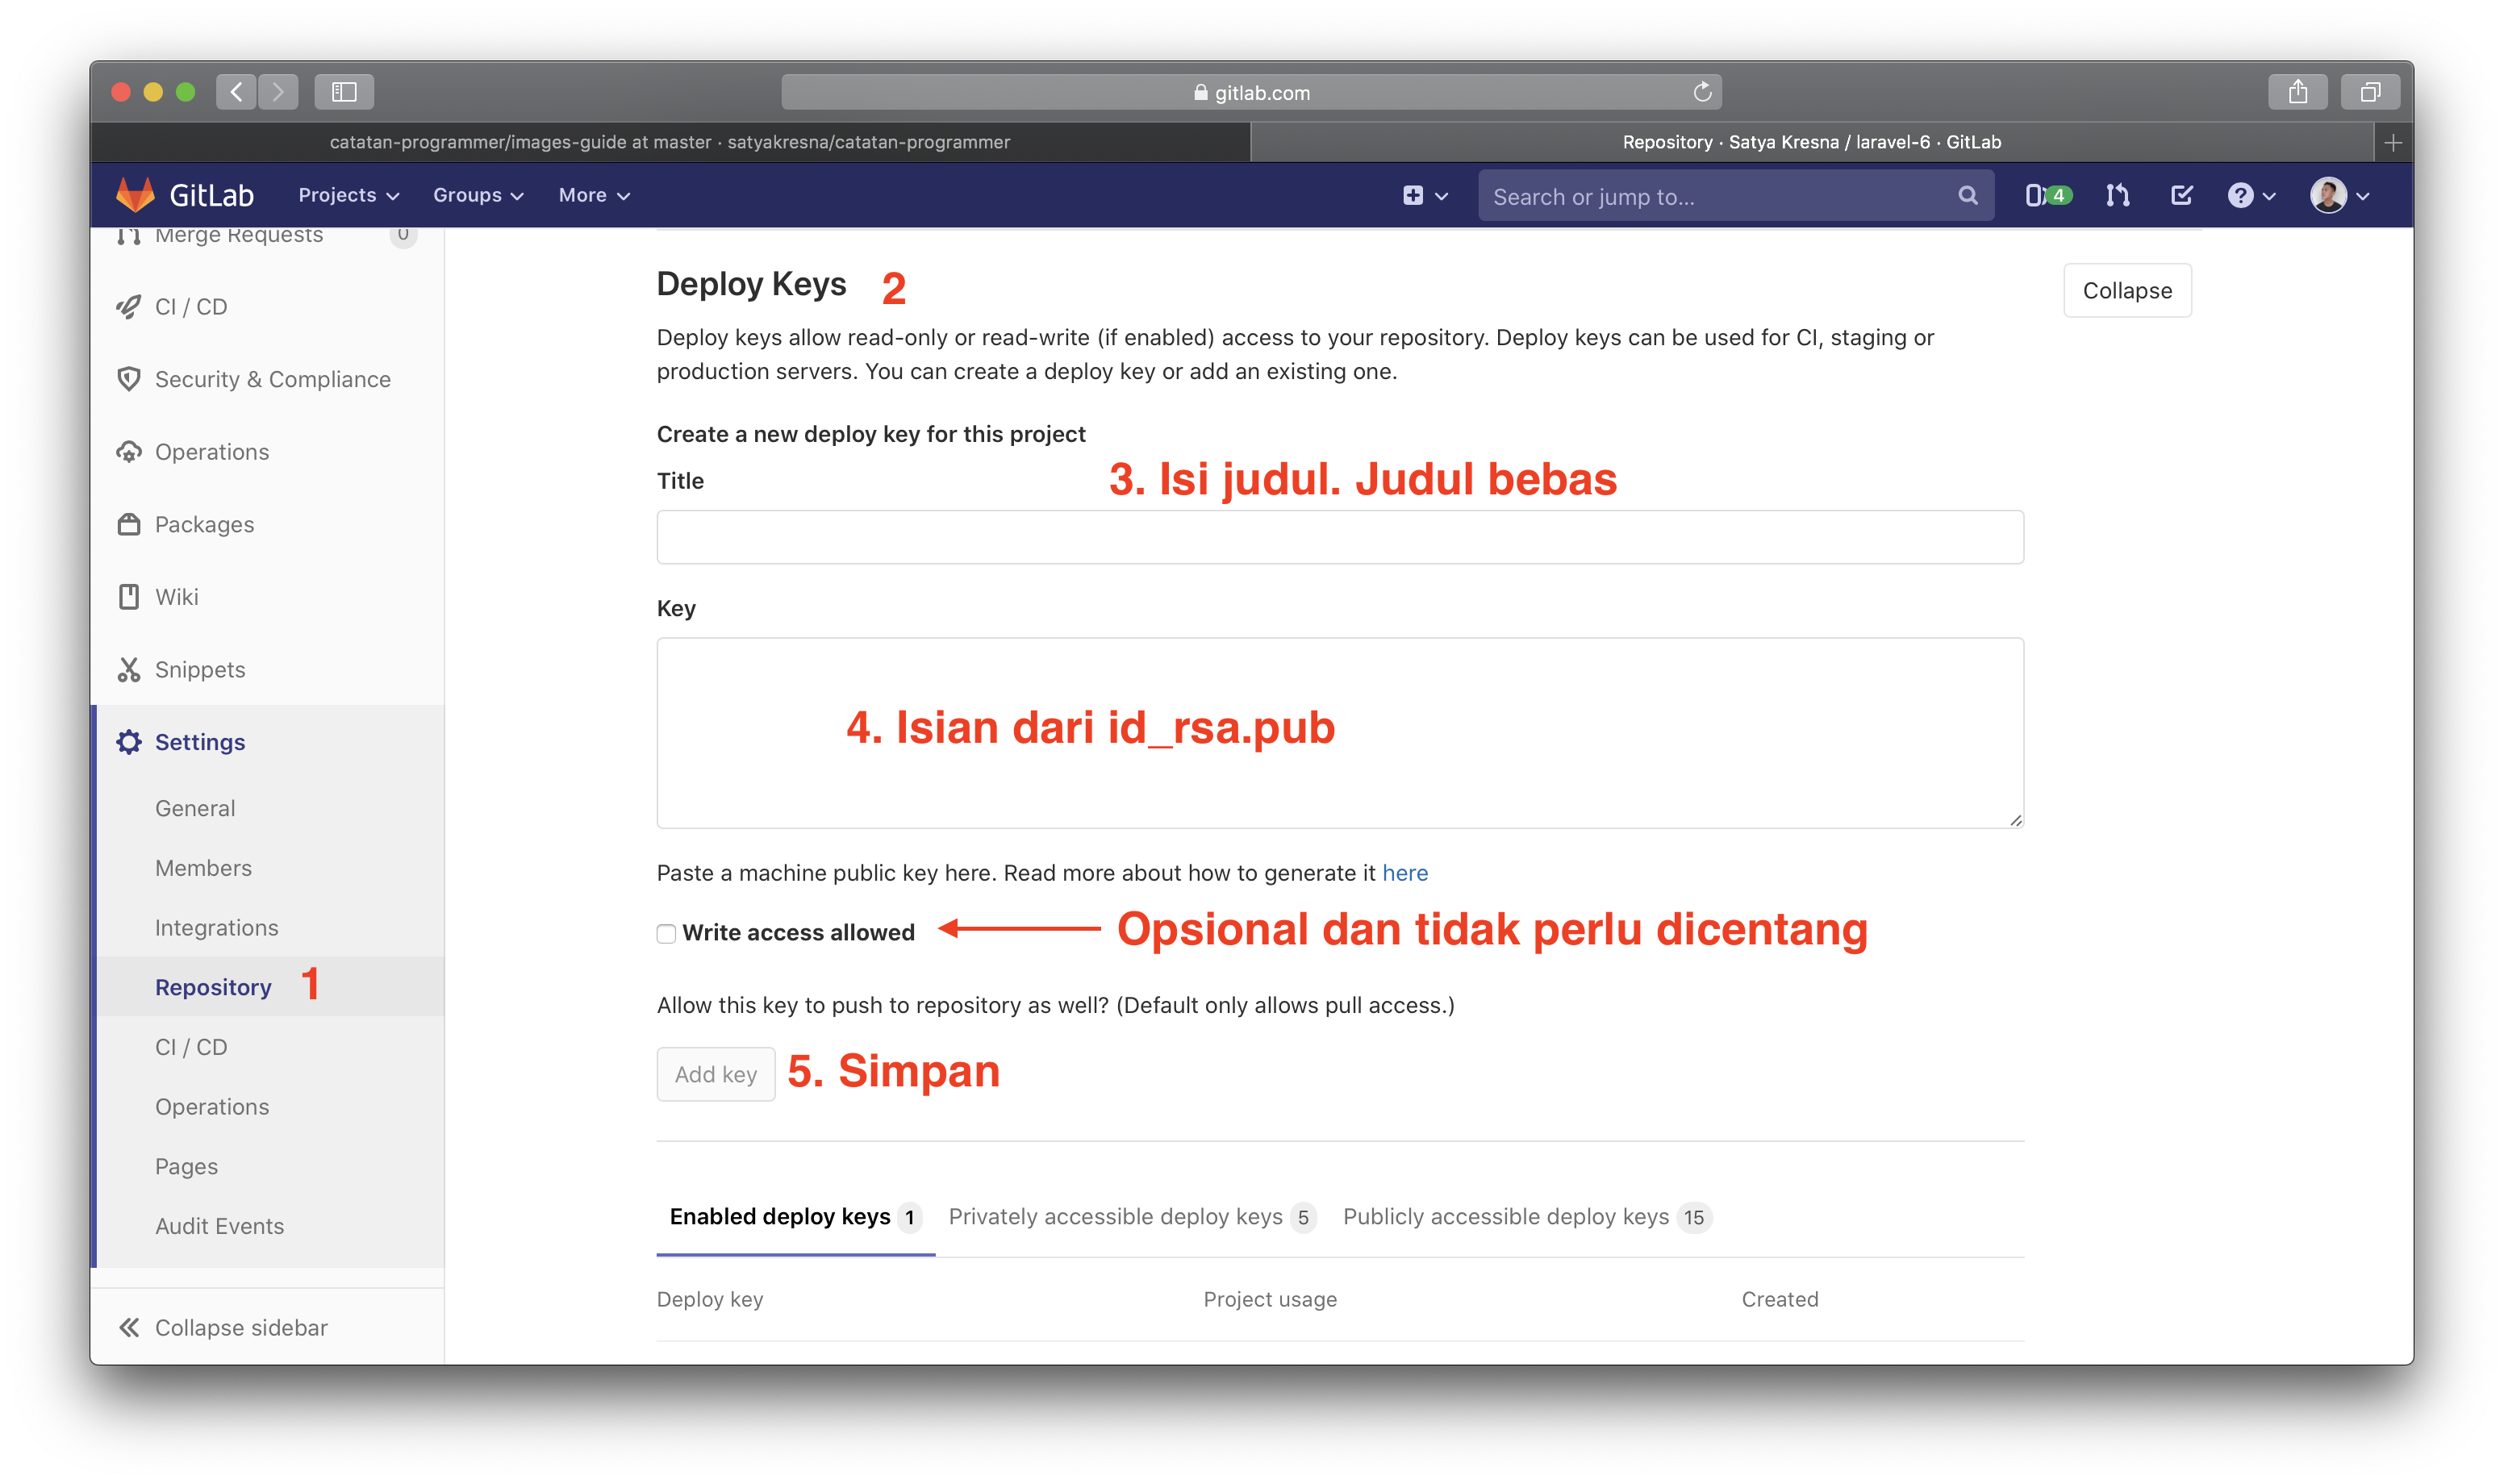 gitlab.com
catatan-programmer/images-guide at master · satyakresna/catatan-programmer
Repository · Satya Kresna / laravel-6 · GitLab
GitLab
Projects
Groups
More
Search or jump to...
4
Merge Requests
0
CI / CD
Security & Compliance
Operations
Packages
Wiki
Snippets
Settings
General
Members
Integrations
Repository 1
CI / CD
Operations
Pages
Audit Events
Collapse sidebar
Deploy Keys 2
Collapse
Deploy keys allow read-only or read-write (if enabled) access to your repository. Deploy keys can be used for CI, staging or
production servers. You can create a deploy key or add an existing one.
Create a new deploy key for this project
Title
3. Isi judul. Judul bebas
Key
4. Isian dari id_rsa.pub
Paste a machine public key here. Read more about how to generate it here
Write access allowed
Opsional dan tidak perlu dicentang
Allow this key to push to repository as well? (Default only allows pull access.)
Add key
5. Simpan
Enabled deploy keys 1
Privately accessible deploy keys 5
Publicly accessible deploy keys 15
Deploy key
Project usage
Created